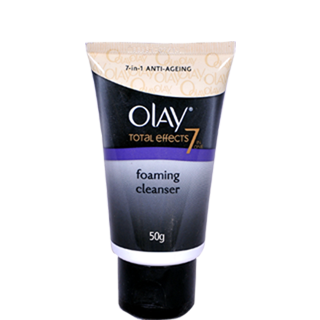 7-in-1 ANTI-AGEING
OLAY
TOTAL EFFECTS 7
foaming
cleanser
50g